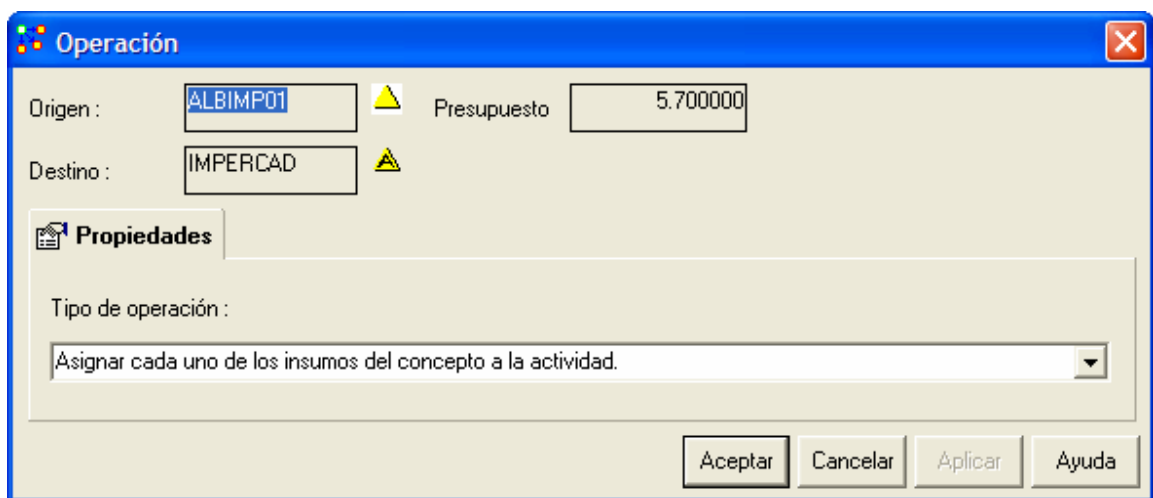 Operación
Origen : ALBIMP01 Presupuesto 5.700000
Destino : IMPERCAD A
Propiedades
Tipo de operación :
Asignar cada uno de los insumos del concepto a la actividad.
Aceptar Cancelar Aplicar Ayuda